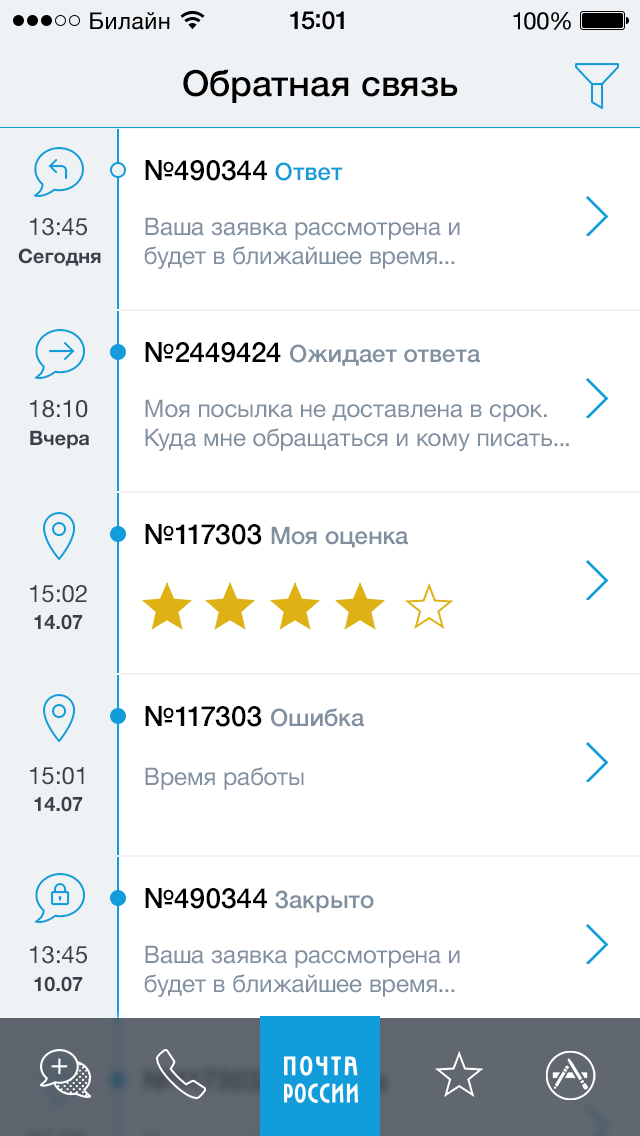 Билайн 15:01 100%
Обратная связь
№490344 Ответ
13:45
Сегодня
Ваша заявка рассмотрена и
будет в ближайшее время...
№2449424 Ожидает ответа
18:10
Вчера
Моя посылка не доставлена в срок.
Куда мне обращаться и кому писать...
№117303 Моя оценка
15:02
14.07
№117303 Ошибка
15:01
14.07
Время работы
№490344 Закрыто
13:45
10.07
Ваша заявка рассмотрена и
будет в ближайшее время...
ПОЧТА
РОССИИ